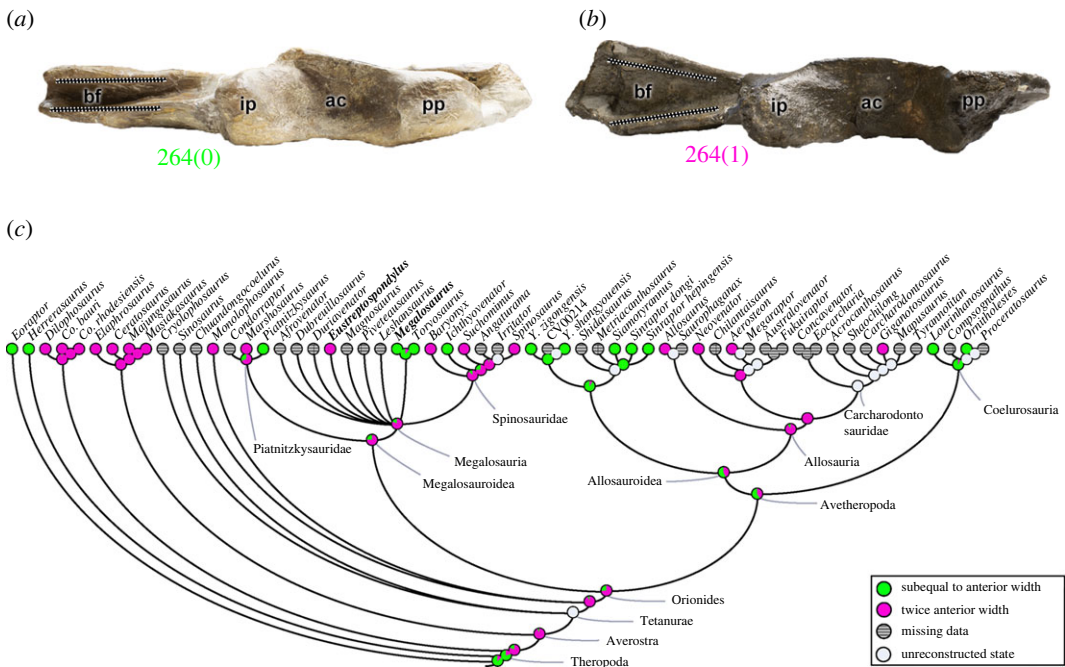 (a)
(b)
bf
ip
ac
pp
264(0)
bf
ip
ac
pp
264(1)
(c)
Eoraptor
Herrerasaurus
Dilophosaurus
Co. bauri
Co. rhodesiensis
Elaphrosaurus
Ceratosaurus
Masiakasaurus
Majungasaurus
Cryolophosaurus
Sinosaurus
Chuandongocoelurus
Monolophosaurus
Condorraptor
Marshosaurus
Piatnitzkysaurus
Afrovenator
Dubreuillosaurus
Duriavenator
Eustreptospondylus
Magnosaurus
Piveteausaurus
Leshansaurus
Megalosaurus
Torvosaurus
Baryonyx
Ichthyovenator
Suchomimus
Angaturama
Irritator
Spinosaurus
Y. zigongensis
CV00214
Y. shangyouensis
Shidaisaurus
Metriacanthosaurus
Siamotyrannus
Sinraptor dongi
Sinraptor hepingensis
Allosaurus
Saurophaganax
Neovenator
Chilantaisaurus
Aerosteon
Megaraptor
Australovenator
Fukuiraptor
Concavenator
Eocarcharia
Acrocanthosaurus
Shaochilong
Carcharodontosaurus
Giganotosaurus
Mapusaurus
Tyrannotitan
Lourinhanosaurus
Compsognathus
Ornitholestes
Proceratosaurus
Piatnitzkysauridae
Spinosauridae
Megalosauria
Megalosauroidea
Carcharodonto
sauridae
Coelurosauria
Allosauria
Allosauroidea
Avetheropoda
Orionides
Tetanurae
Averostra
Theropoda
subequal to anterior width
twice anterior width
missing data
unreconstructed state